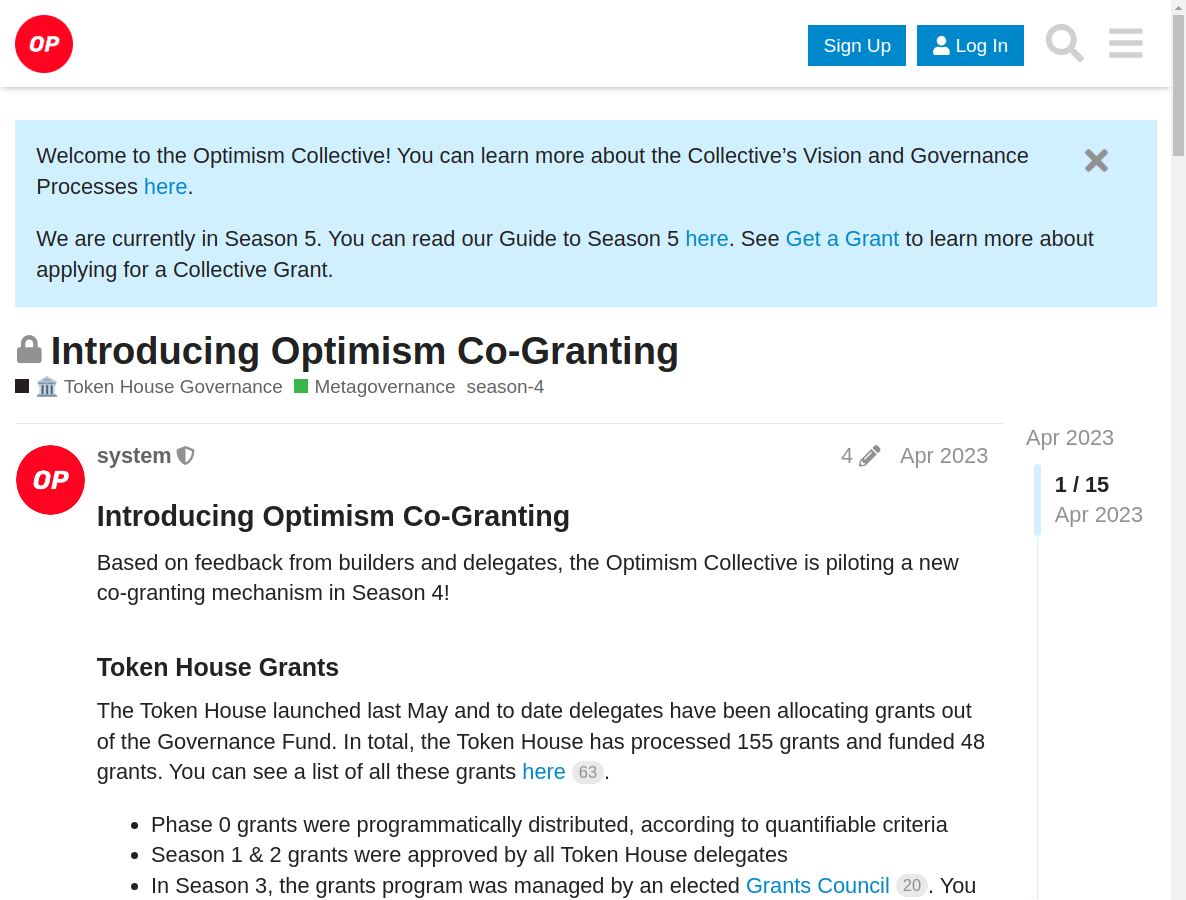 OP
Sign Up
Log In
Welcome to the Optimism Collective! You can learn more about the Collective’s Vision and Governance
Processes here.
We are currently in Season 5. You can read our Guide to Season 5 here. See Get a Grant to learn more about
applying for a Collective Grant.
Introducing Optimism Co-Granting
Token House Governance Metagovernance season-4
OP
system 4 Apr 2023
Apr 2023
1 / 15
Apr 2023
Introducing Optimism Co-Granting
Based on feedback from builders and delegates, the Optimism Collective is piloting a new
co-granting mechanism in Season 4!
Token House Grants
The Token House launched last May and to date delegates have been allocating grants out
of the Governance Fund. In total, the Token House has processed 155 grants and funded 48
grants. You can see a list of all these grants here 63.
• Phase 0 grants were programmatically distributed, according to quantifiable criteria
• Season 1 & 2 grants were approved by all Token House delegates
• In Season 3, the grants program was managed by an elected Grants Council 20. You